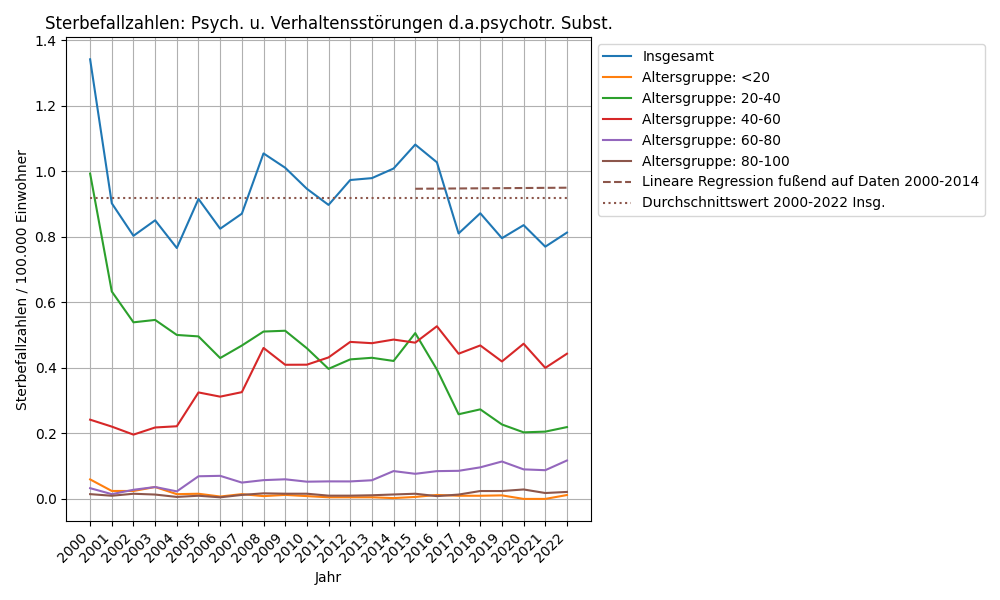 Sterbefallzahlen: Psych. u. Verhaltensstörungen d.a.psychotr. Subst.
Sterbefallzahlen / 100.000 Einwohner
1.4
1.2
1.0
0.8
0.6
0.4
0.2
0.0
2000 2001 2002 2003 2004 2005 2006 2007 2008 2009 2010 2011 2012 2013 2014 2015 2016 2017 2018 2019 2020 2021 2022
Jahr
Insgesamt
Altersgruppe: <20
Altersgruppe: 20-40
Altersgruppe: 40-60
Altersgruppe: 60-80
Altersgruppe: 80-100
Lineare Regression fußend auf Daten 2000-2014
Durchschnittswert 2000-2022 Insg.